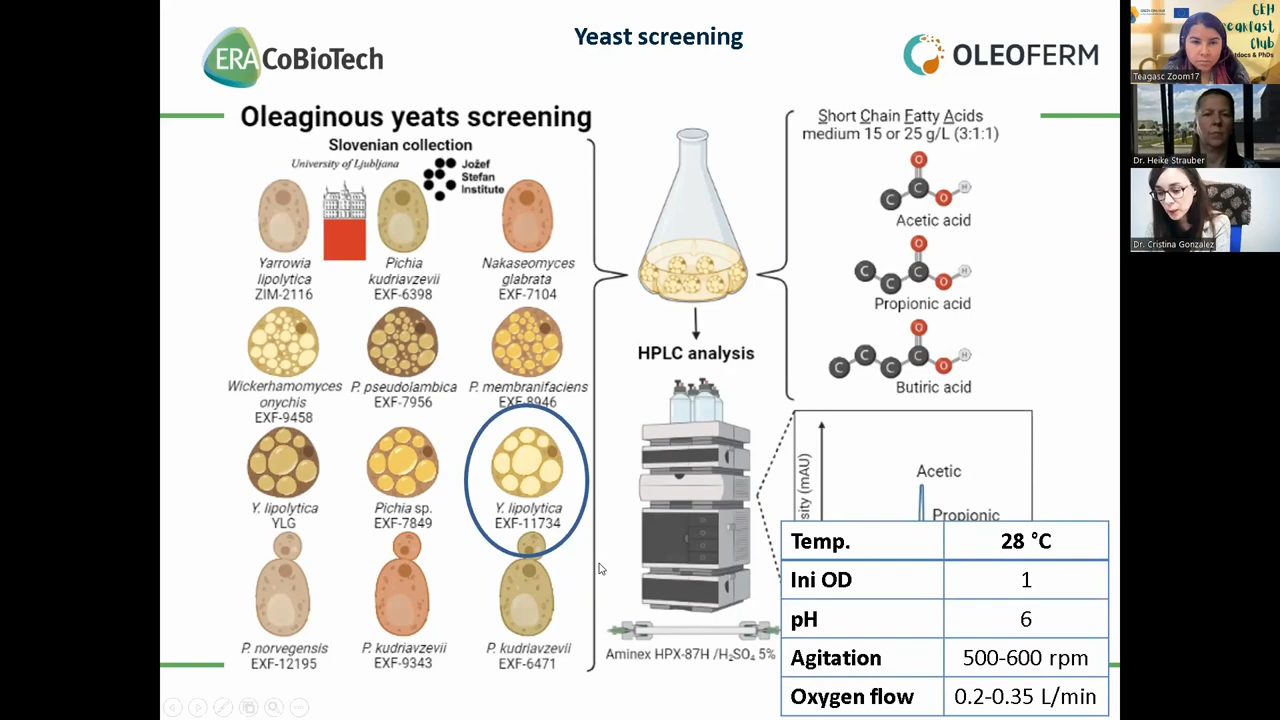 Yeast screening
ERA CoBioTech
OLEOFERM
Oleaginous yeats screening
Slovenian collection
University of Ljubljana
Jožef
Stefan
Institute
Yarrowia
lipolytica
ZIM-2116
Pichia
kudriavzevii
EXF-6398
Nakaseomyces
glabrata
EXF-7104
Wickerhamomyces
onychis
EXF-9458
P. pseudolambica
EXF-7956
P. membranifaciens
EXF-8946
Y. lipolytica
YLG
Pichia sp.
EXF-7849
Y. lipolytica
EXF-11734
P. norvegensis
EXF-12195
P. kudriavzevii
EXF-9343
P. kudriavzevii
EXF-6471
HPLC analysis
Aminex HPX-87H /H₂SO₄ 5%
Short Chain Fatty Acids
medium 15 or 25 g/L (3:1:1)
C C O O H
Acetic acid
C C C O O H
Propionic acid
C C C C O O H
Butiric acid
(mAU)
Acetic
Propionic
Temp. 28 °C
Ini OD 1
pH 6
Agitation 500-600 rpm
Oxygen flow 0.2-0.35 L/min
GEH
Breakfast
Club
Teagasc Zoom17
Dr. Heike Strauber
Dr. Cristina Gonzalez